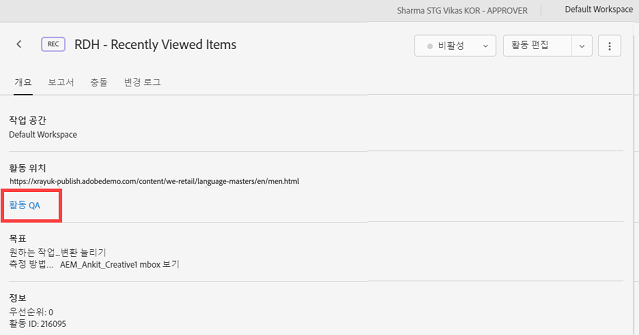 Sharma STG Vikas KOR - APPROVER Default Workspace
REC RDH - Recently Viewed Items 비활성 활동 편집
개요 보고서 충돌 변경 로그
작업 공간
Default Workspace
활동 위치
https://xrayuk-publish.adobedemo.com/content/we-retail/language-masters/en/men.html
활동 QA
목표
원하는 작업...변환 늘리기
측정 방법... AEM_Ankit_Creative1 mbox 보기
정보
우선순위: 0
활동 ID: 216095